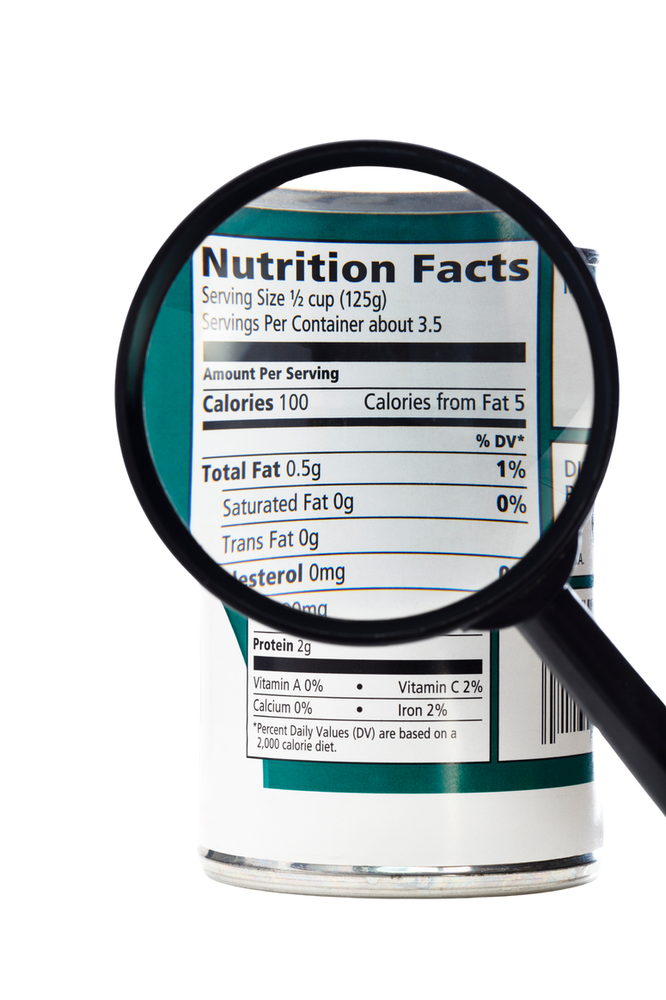 Nutrition Facts
Serving Size ½ cup (125g)
Servings Per Container about 3.5
Amount Per Serving
Calories 100 Calories from Fat 5
% DV*
Total Fat 0.5g 1%
Saturated Fat 0g 0%
Trans Fat 0g
lesterol 0mg 0
0mg
Protein 2g
Vitamin A 0% • Vitamin C 2%
Calcium 0% • Iron 2%
*Percent Daily Values (DV) are based on a
2,000 calorie diet.